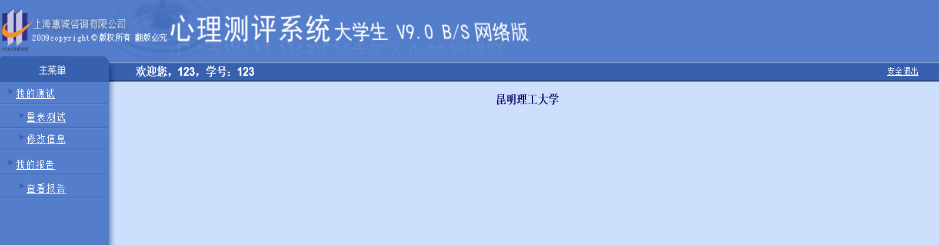 上海惠诚咨询有限公司
2009copyright©版权所有 翻版必究
心理测评系统 大学生 V9.0 B/S 网络版
HUICHENG
主菜单
欢迎您，123，学号：123
安全退出
我的测试
量表测试
修改信息
我的报告
查看报告
昆明理工大学